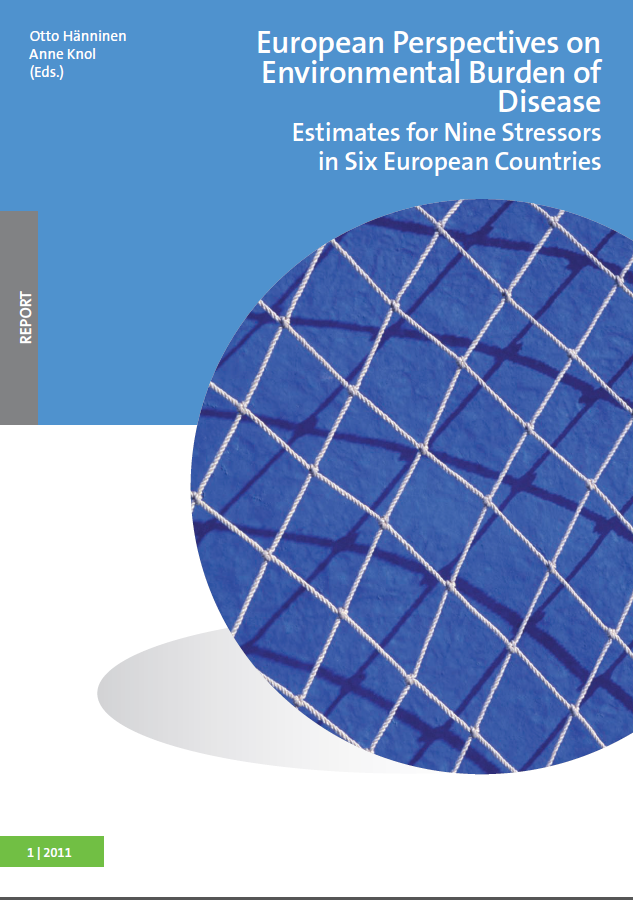 Otto Hänninen
Anne Knol
(Eds.)
European Perspectives on
Environmental Burden of
Disease
Estimates for Nine Stressors
in Six European Countries
REPORT
1 | 2011